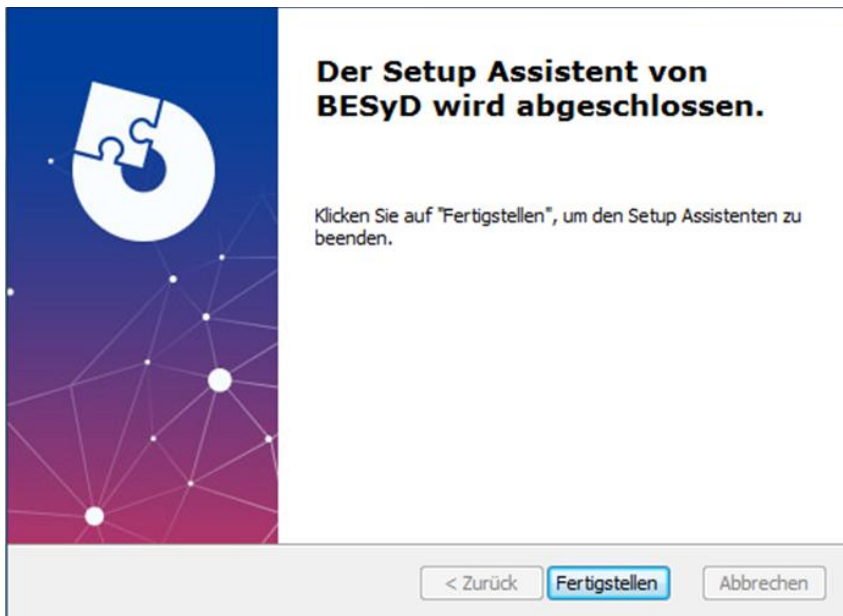 Der Setup Assistent von
BESyD wird abgeschlossen.
Klicken Sie auf "Fertigstellen", um den Setup Assistenten zu
beenden.
< Zurück Fertigstellen Abbrechen